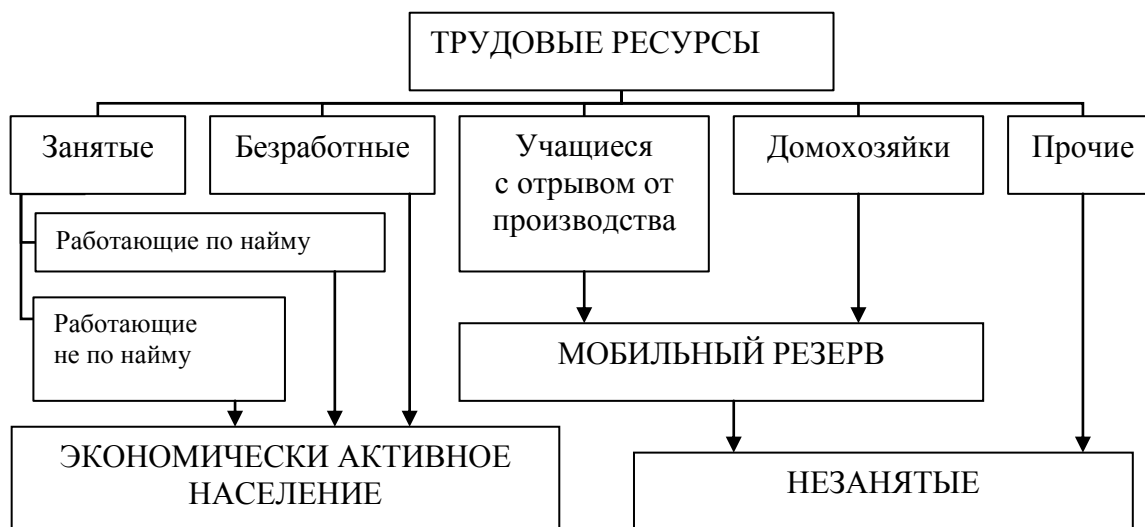 ТРУДОВЫЕ РЕСУРСЫ
Занятые
Безработные
Учащиеся
с отрывом от
производства
Домохозяйки
Прочие
Работающие по найму
Работающие
не по найму
МОБИЛЬНЫЙ РЕЗЕРВ
ЭКОНОМИЧЕСКИ АКТИВНОЕ
НАСЕЛЕНИЕ
НЕЗАНЯТЫЕ